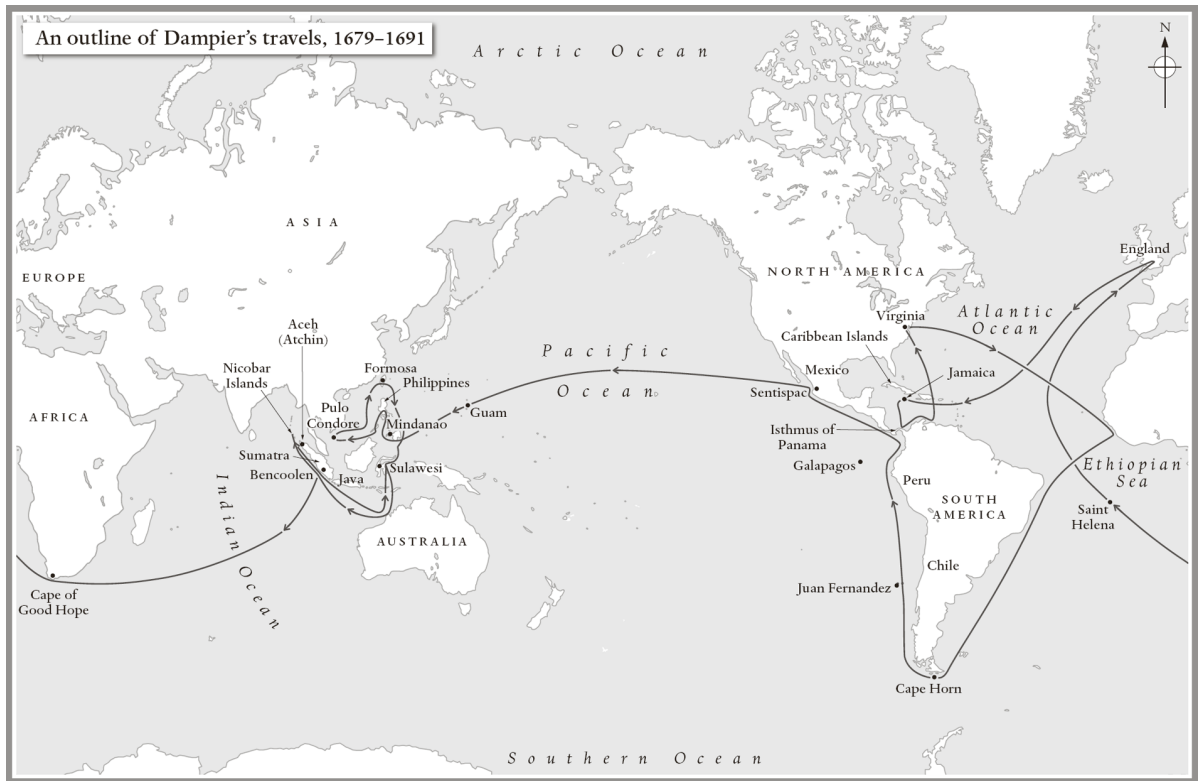 An outline of Dampier's travels, 1679–1691
Arctic Ocean
N
ASIA
EUROPE
England
NORTH AMERICA
Virginia
Atlantic
Ocean
Caribbean Islands
Aceh
(Atchin)
Pacific
Ocean
Nicobar
Islands
Formosa
Philippines
Mexico
Jamaica
Sentispac
AFRICA
Pulo
Condore
Guam
Mindanao
Isthmus of
Panama
Sumatra
Galapagos
Bencoolen
Java
Sulawesi
Ethiopian
Sea
Peru
SOUTH
AMERICA
Saint
Helena
Indian Ocean
AUSTRALIA
Chile
Juan Fernandez
Cape of
Good Hope
Cape Horn
Southern Ocean